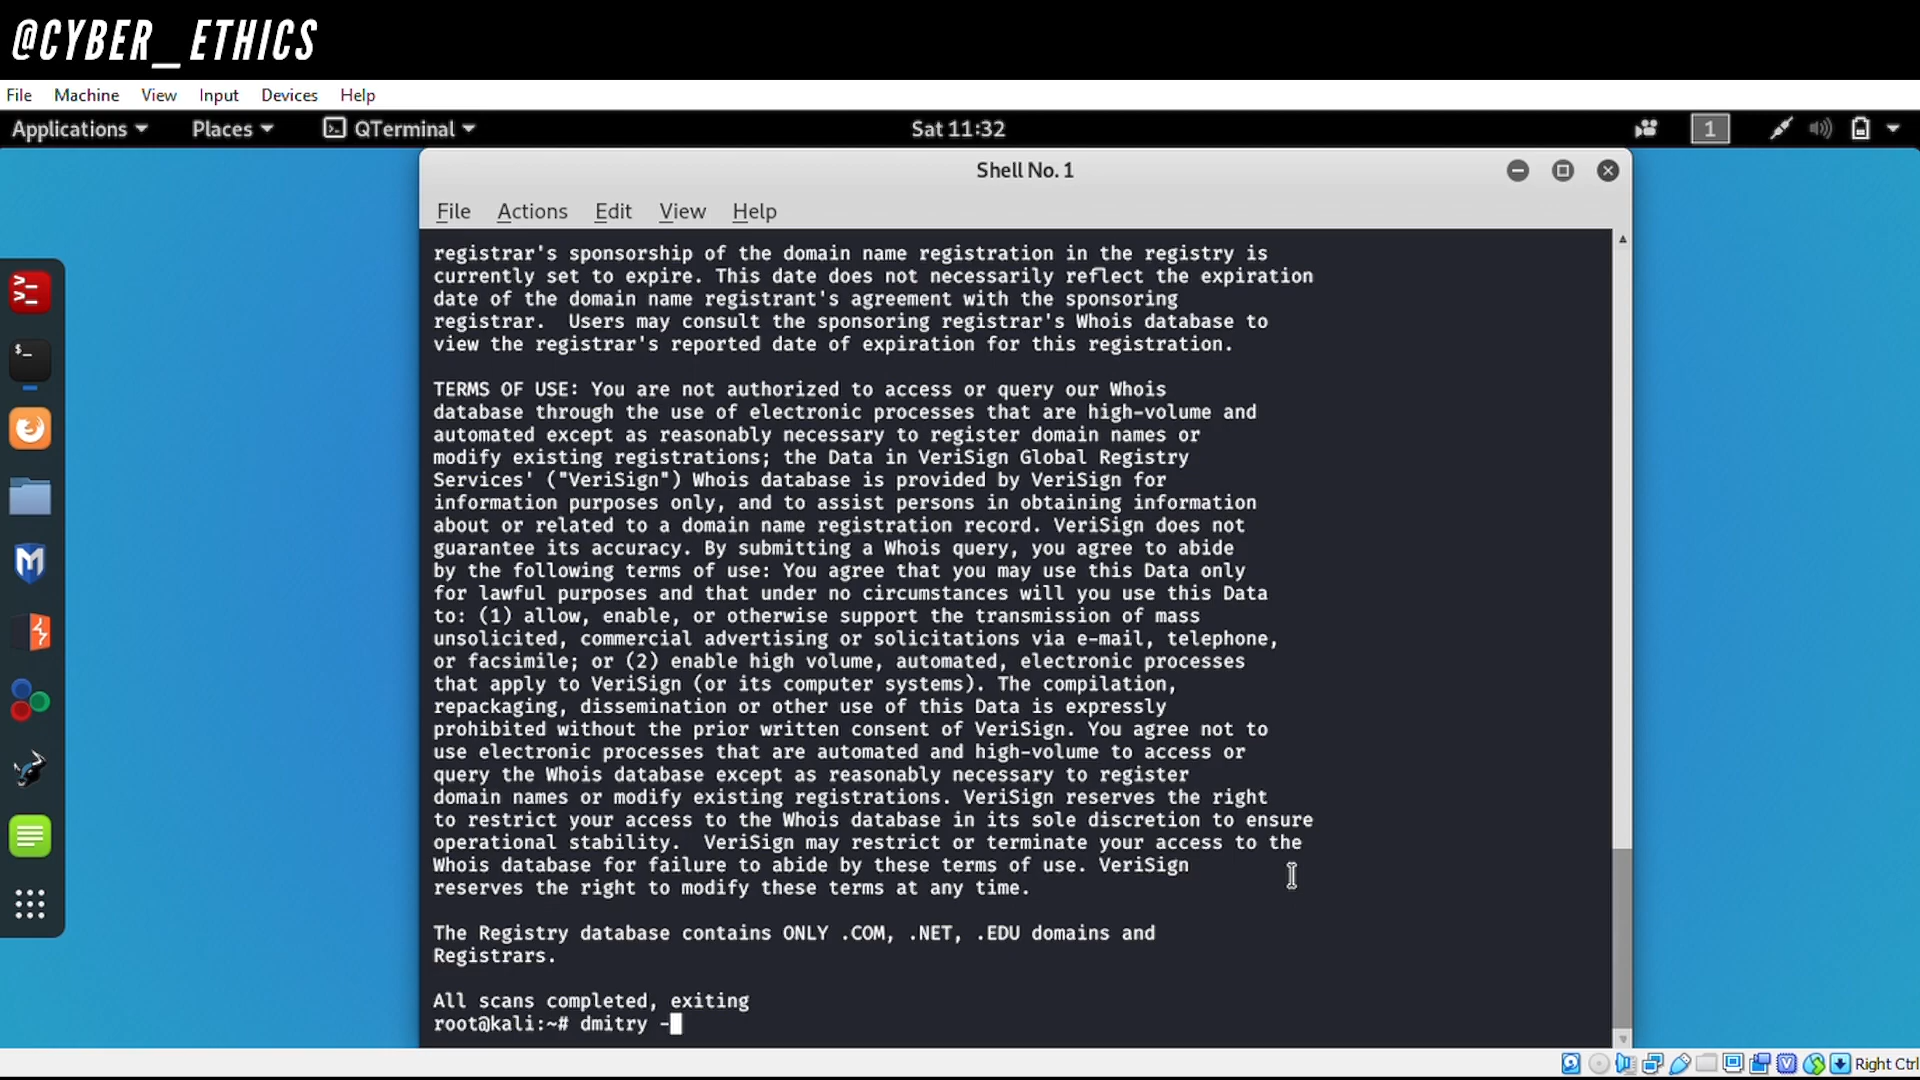 @CYBER_ETHICS
File Machine View Input Devices Help
Applications Places QTerminal Sat 11:32 1
Shell No. 1
File Actions Edit View Help
registrar's sponsorship of the domain name registration in the registry is
currently set to expire. This date does not necessarily reflect the expiration
date of the domain name registrant's agreement with the sponsoring
registrar.  Users may consult the sponsoring registrar's Whois database to
view the registrar's reported date of expiration for this registration.
TERMS OF USE: You are not authorized to access or query our Whois
database through the use of electronic processes that are high-volume and
automated except as reasonably necessary to register domain names or
modify existing registrations; the Data in VeriSign Global Registry
Services' ("VeriSign") Whois database is provided by VeriSign for
information purposes only, and to assist persons in obtaining information
about or related to a domain name registration record. VeriSign does not
guarantee its accuracy. By submitting a Whois query, you agree to abide
by the following terms of use: You agree that you may use this Data only
for lawful purposes and that under no circumstances will you use this Data
to: (1) allow, enable, or otherwise support the transmission of mass
unsolicited, commercial advertising or solicitations via e-mail, telephone,
or facsimile; or (2) enable high volume, automated, electronic processes
that apply to VeriSign (or its computer systems). The compilation,
repackaging, dissemination or other use of this Data is expressly
prohibited without the prior written consent of VeriSign. You agree not to
use electronic processes that are automated and high-volume to access or
query the Whois database except as reasonably necessary to register
domain names or modify existing registrations. VeriSign reserves the right
to restrict your access to the Whois database in its sole discretion to ensure
operational stability.  VeriSign may restrict or terminate your access to the
Whois database for failure to abide by these terms of use. VeriSign
reserves the right to modify these terms at any time.
The Registry database contains ONLY .COM, .NET, .EDU domains and
Registrars.
All scans completed, exiting
root@kali:~# dmitry -
Right Ctrl